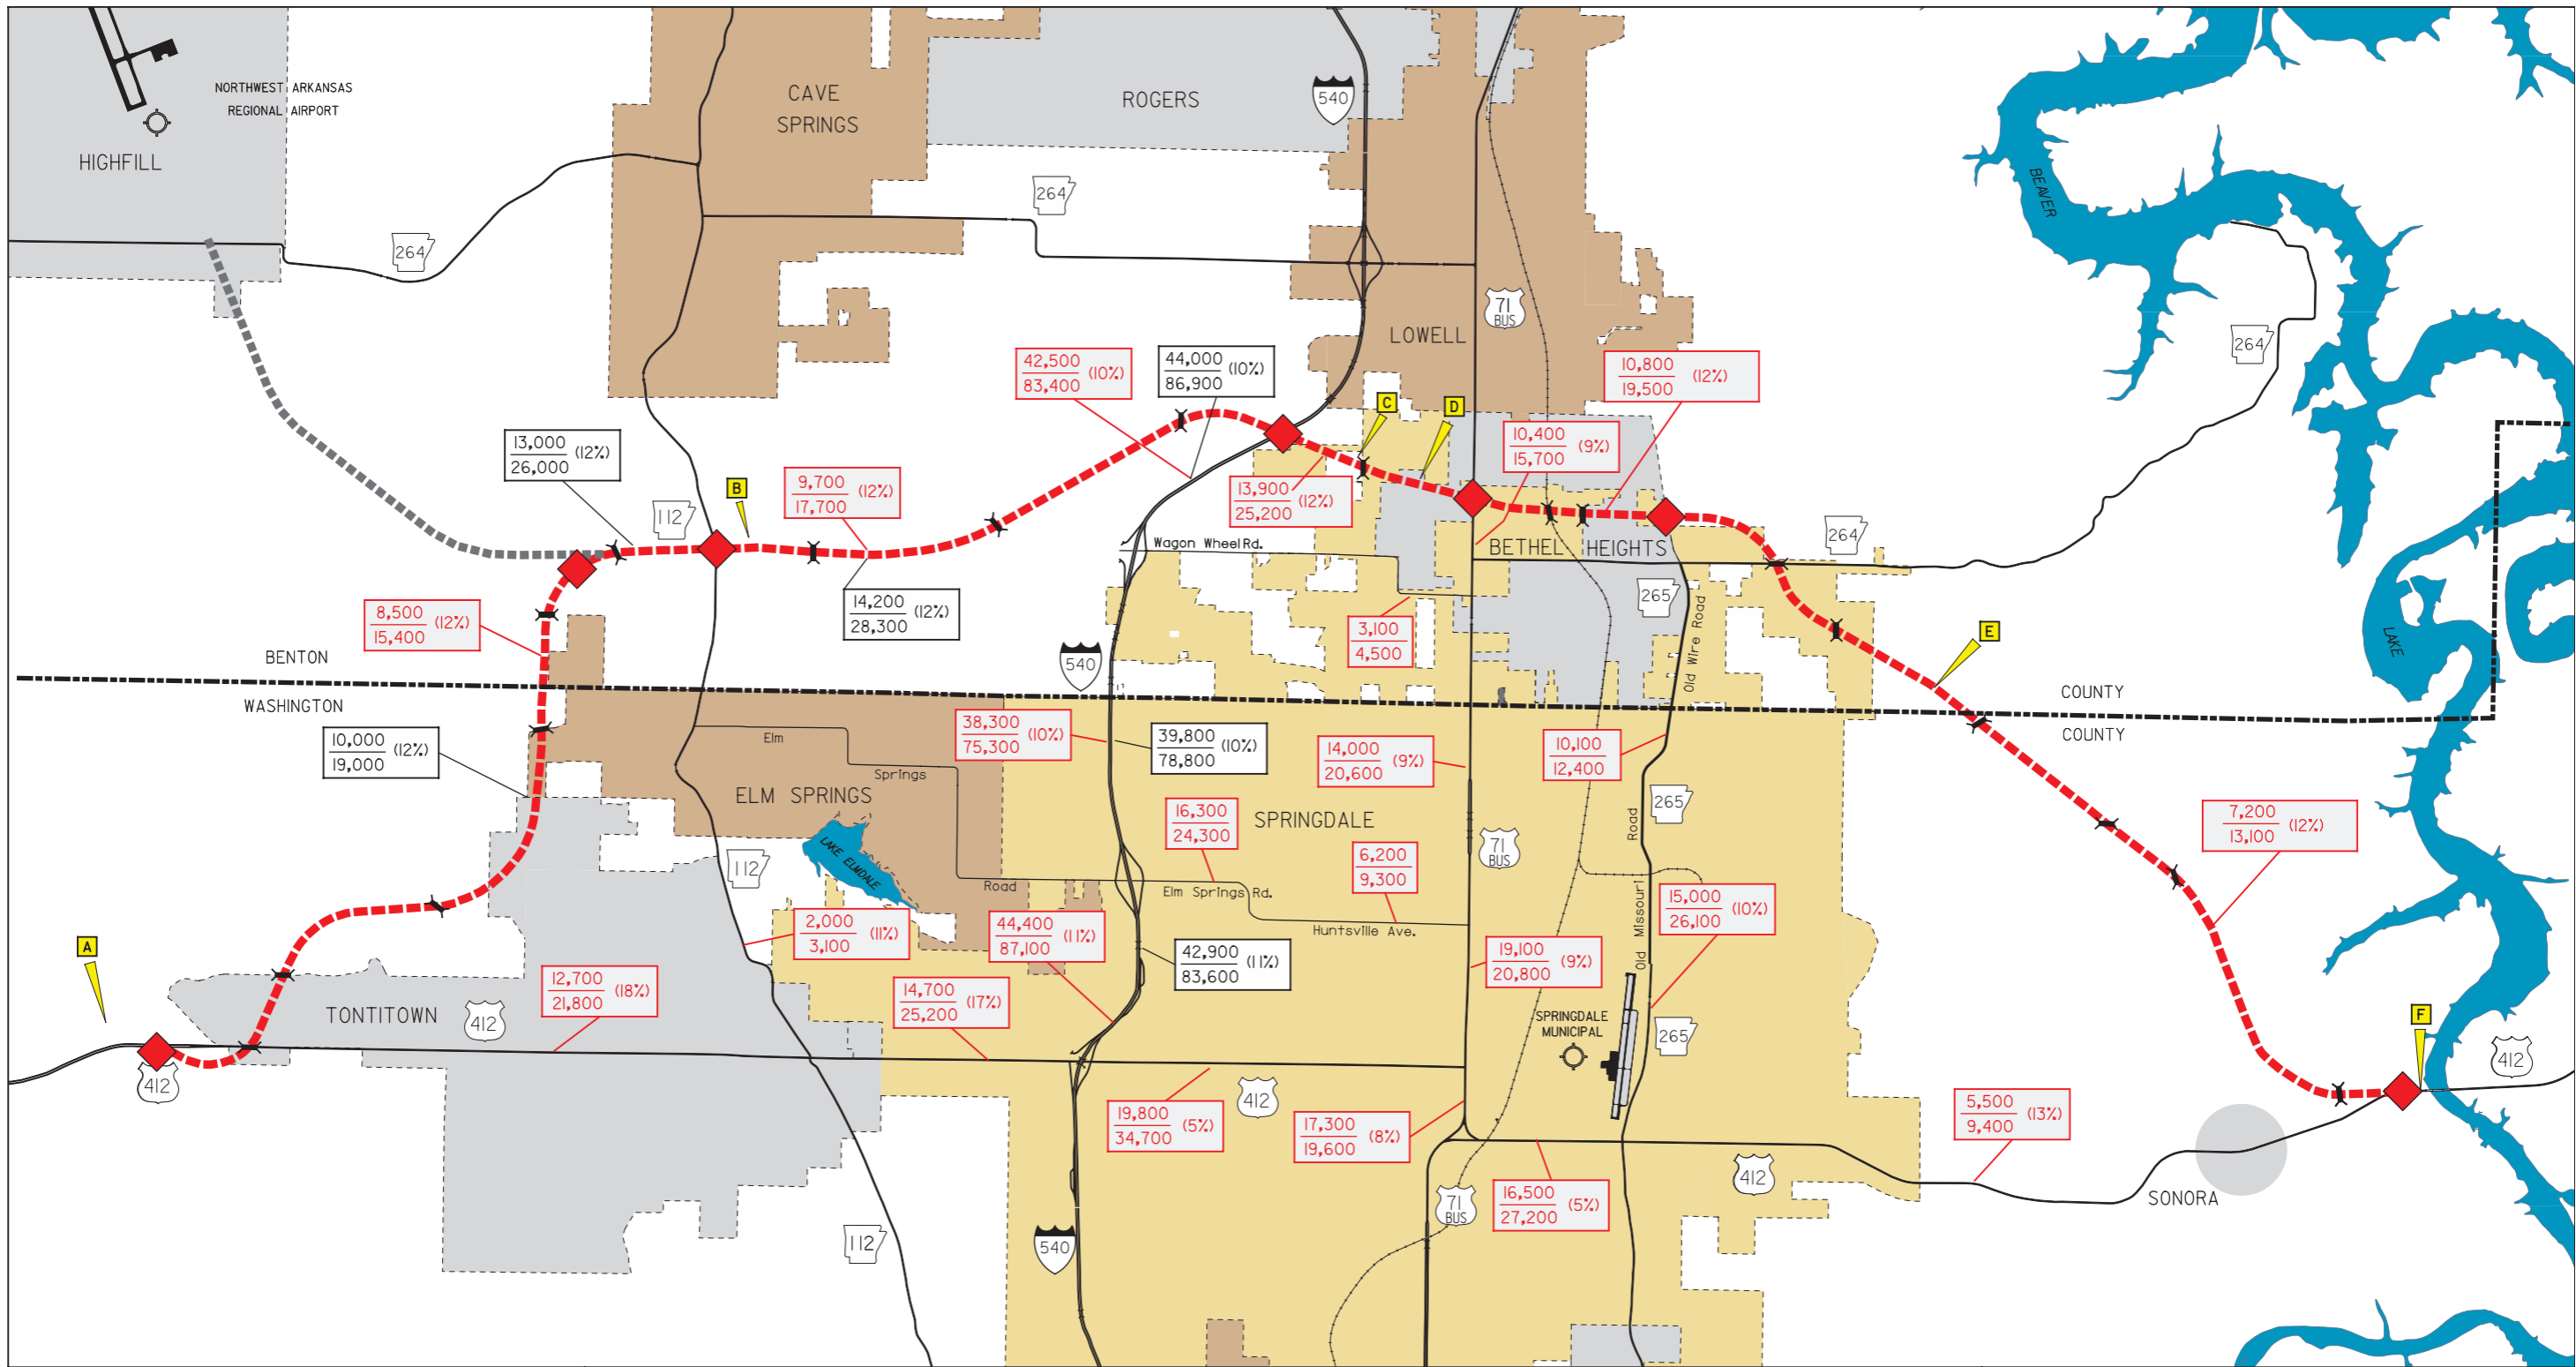 NORTHWEST ARKANSAS
REGIONAL AIRPORT
HIGHFILL
CAVE
SPRINGS
ROGERS
540
264
264
BEAVER
71
BUS
LOWELL
264
42,500
83,400 (10%)
44,000
86,900 (10%)
10,800
19,500 (12%)
C
D
13,000
26,000 (12%)
10,400
15,700 (9%)
B
9,700
17,700 (12%)
13,900
25,200 (12%)
112
Wagon Wheel Rd.
BETHEL HEIGHTS
264
8,500
15,400 (12%)
14,200
28,300 (12%)
3,100
4,500
265
Old Wire Road
E
LAKE
540
BENTON
WASHINGTON
COUNTY
COUNTY
10,000
19,000 (12%)
Elm
Springs
38,300
75,300 (10%)
39,800
78,800 (10%)
14,000
20,600 (9%)
10,100
12,400
ELM SPRINGS
16,300
24,300
SPRINGDALE
265
Road
7,200
13,100 (12%)
71
BUS
6,200
9,300
LAKE ELMDALE
112
Road
Elm Springs Rd.
Huntsville Ave.
Old Missouri
15,000
26,100 (10%)
A
2,000
3,100 (11%)
44,400
87,100 (11%)
42,900
83,600 (11%)
19,100
20,800 (9%)
12,700
21,800 (18%)
14,700
25,200 (17%)
TONTITOWN
412
SPRINGDALE
MUNICIPAL
265
F
412
412
412
19,800
34,700 (5%)
17,300
19,600 (8%)
5,500
9,400 (13%)
412
71
BUS
16,500
27,200 (5%)
SONORA
112
540